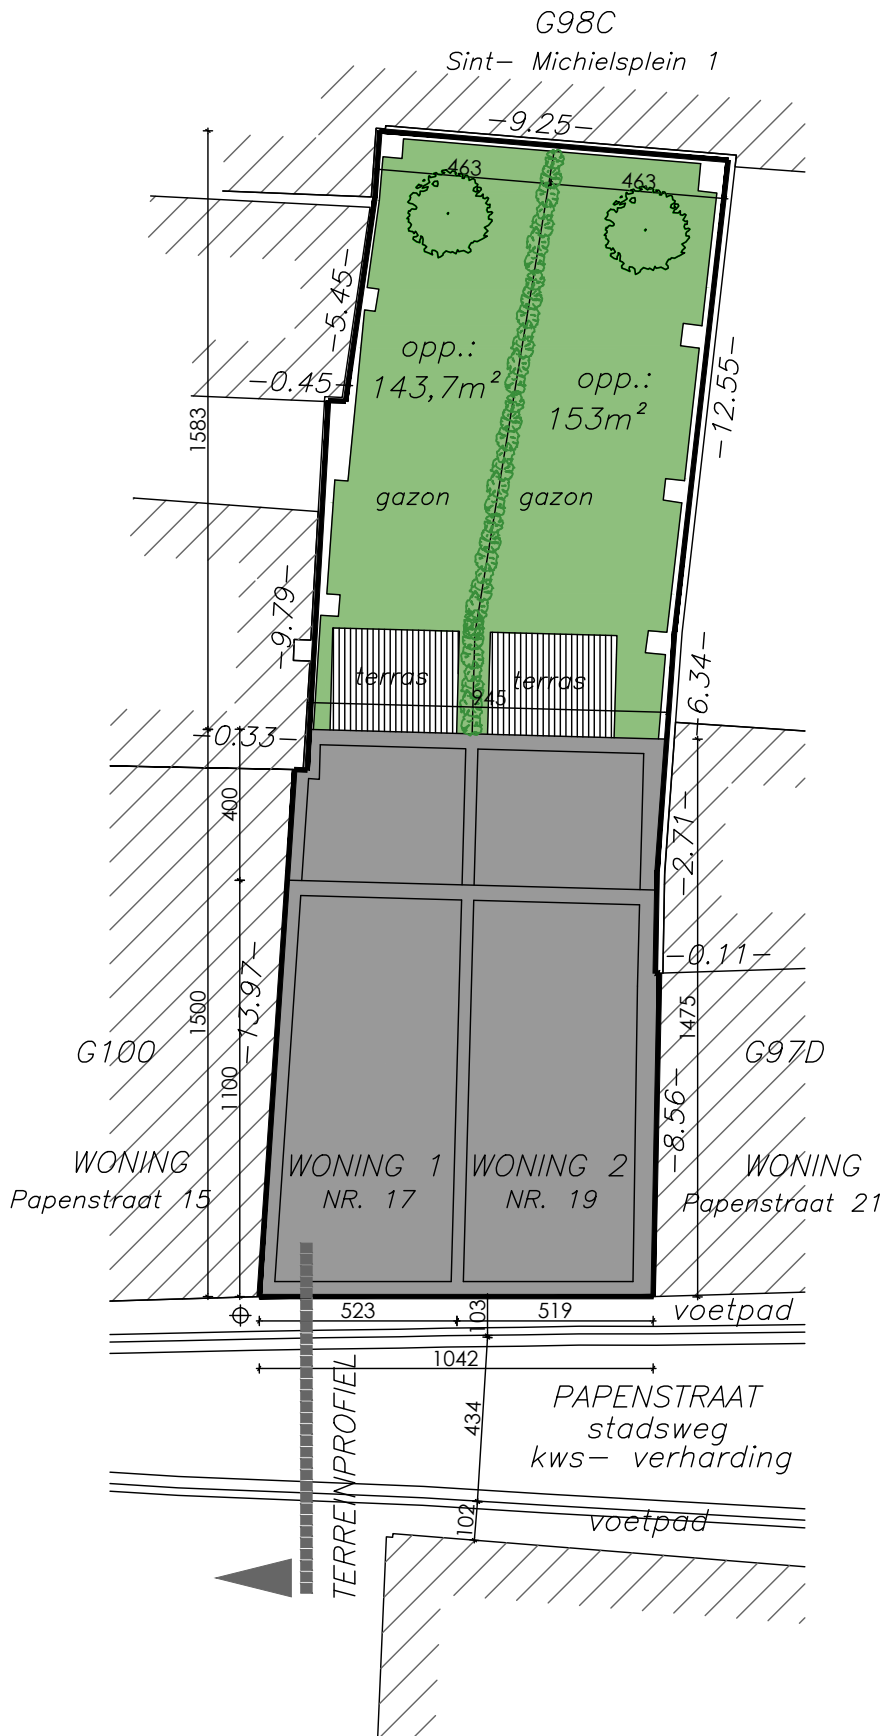 G98C
Sint- Michielsplein 1
-9.25-
463
463
-5.45-
opp.:
143,7m²
opp.:
153m²
-0.45-
-12.55-
1583
gazon
gazon
-9.79-
terras
terras
945
-6.34-
-0.33-
400
-2.71-
-13.97-
-0.11-
1500
1475
G100
G97D
1100
-8.56-
WONING
Papenstraat 15
WONING 1
NR. 17
WONING 2
NR. 19
WONING
Papenstraat 21
523
103
519
voetpad
1042
TERREINPROFIEL
434
PAPENSTRAAT
stadsweg
kws- verharding
102
voetpad